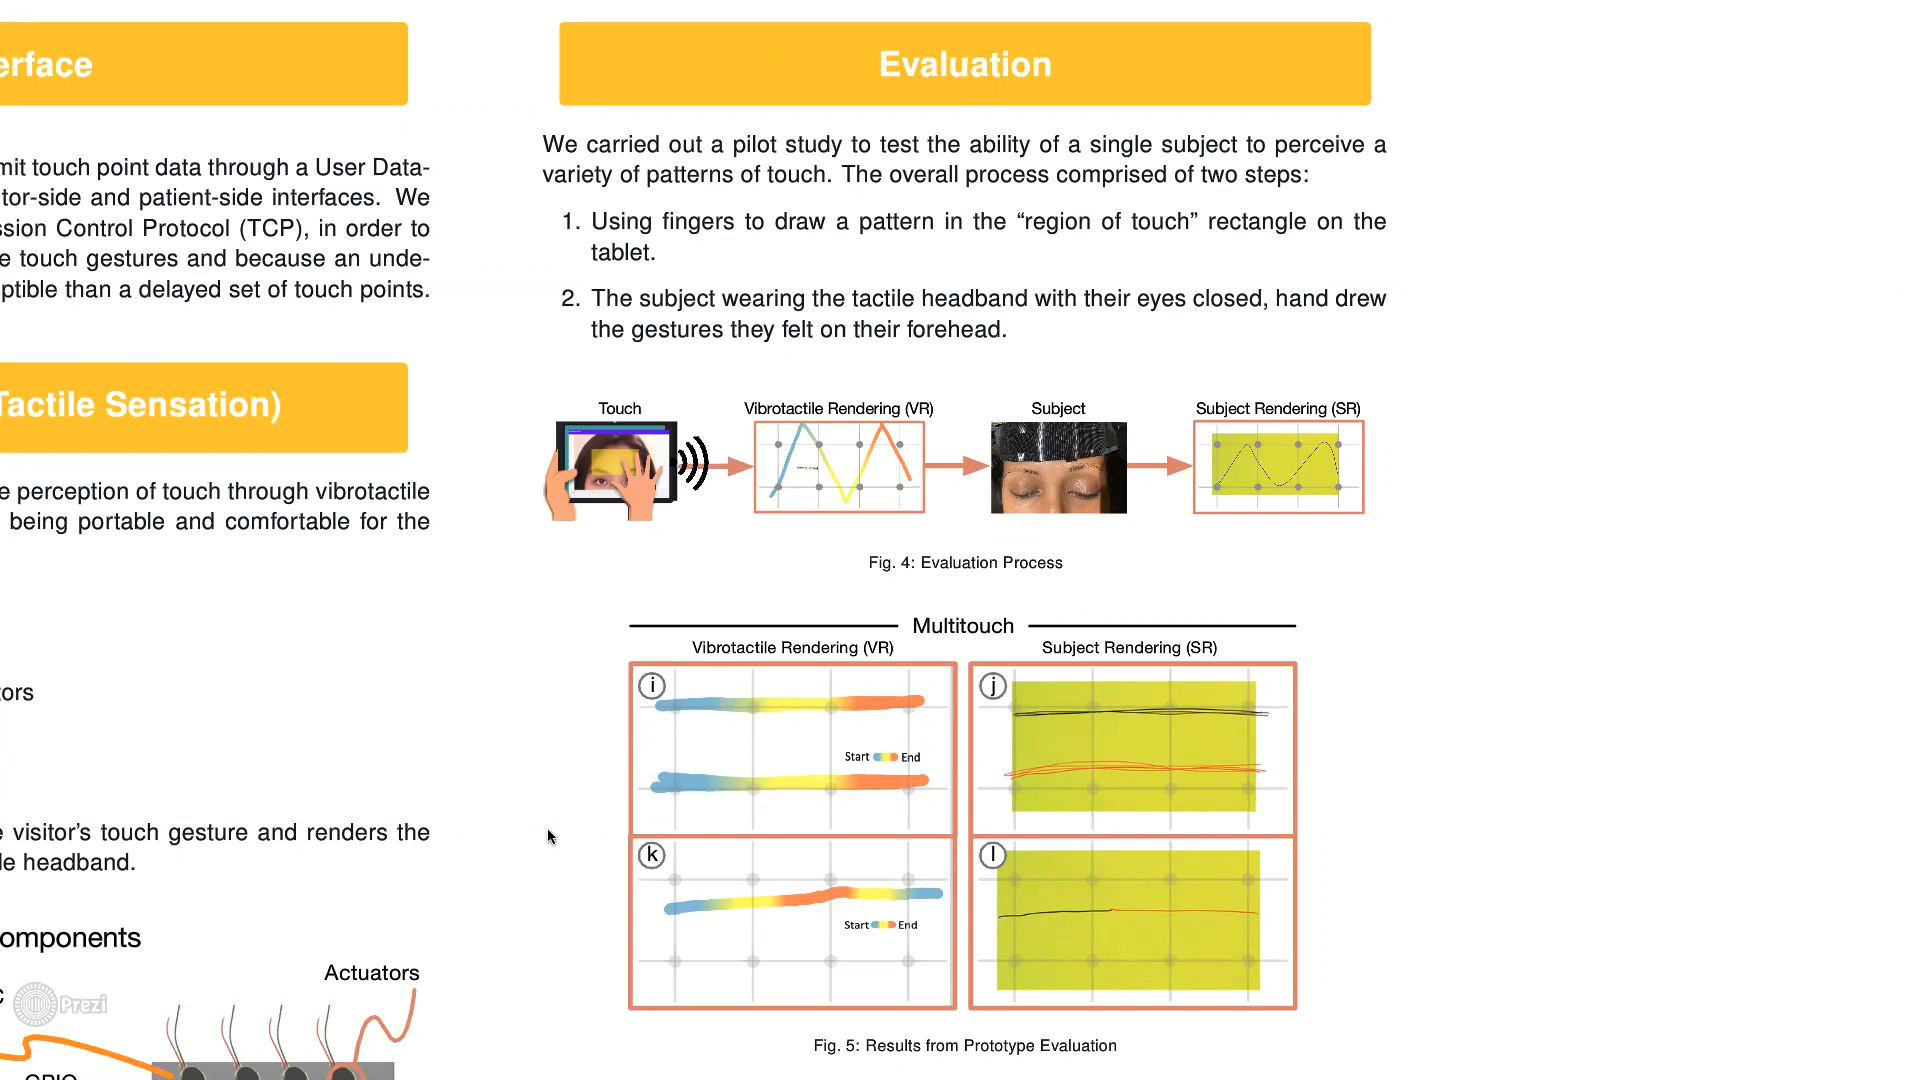 erface
mit touch point data through a User Data-
tor-side and patient-side interfaces. We
ssion Control Protocol (TCP), in order to
e touch gestures and because an unde-
ptible than a delayed set of touch points.
Tactile Sensation)
e perception of touch through vibrotactile
being portable and comfortable for the
tors
e visitor's touch gesture and renders the
le headband.
omponents
Actuators
Prezi
GPIO
Evaluation
We carried out a pilot study to test the ability of a single subject to perceive a
variety of patterns of touch. The overall process comprised of two steps:
1. Using fingers to draw a pattern in the “region of touch” rectangle on the
tablet.
2. The subject wearing the tactile headband with their eyes closed, hand drew
the gestures they felt on their forehead.
Touch
Vibrotactile Rendering (VR)
Subject
Subject Rendering (SR)
Fig. 4: Evaluation Process
Multitouch
Vibrotactile Rendering (VR)
Subject Rendering (SR)
i
Start End
j
k
Start End
l
Fig. 5: Results from Prototype Evaluation